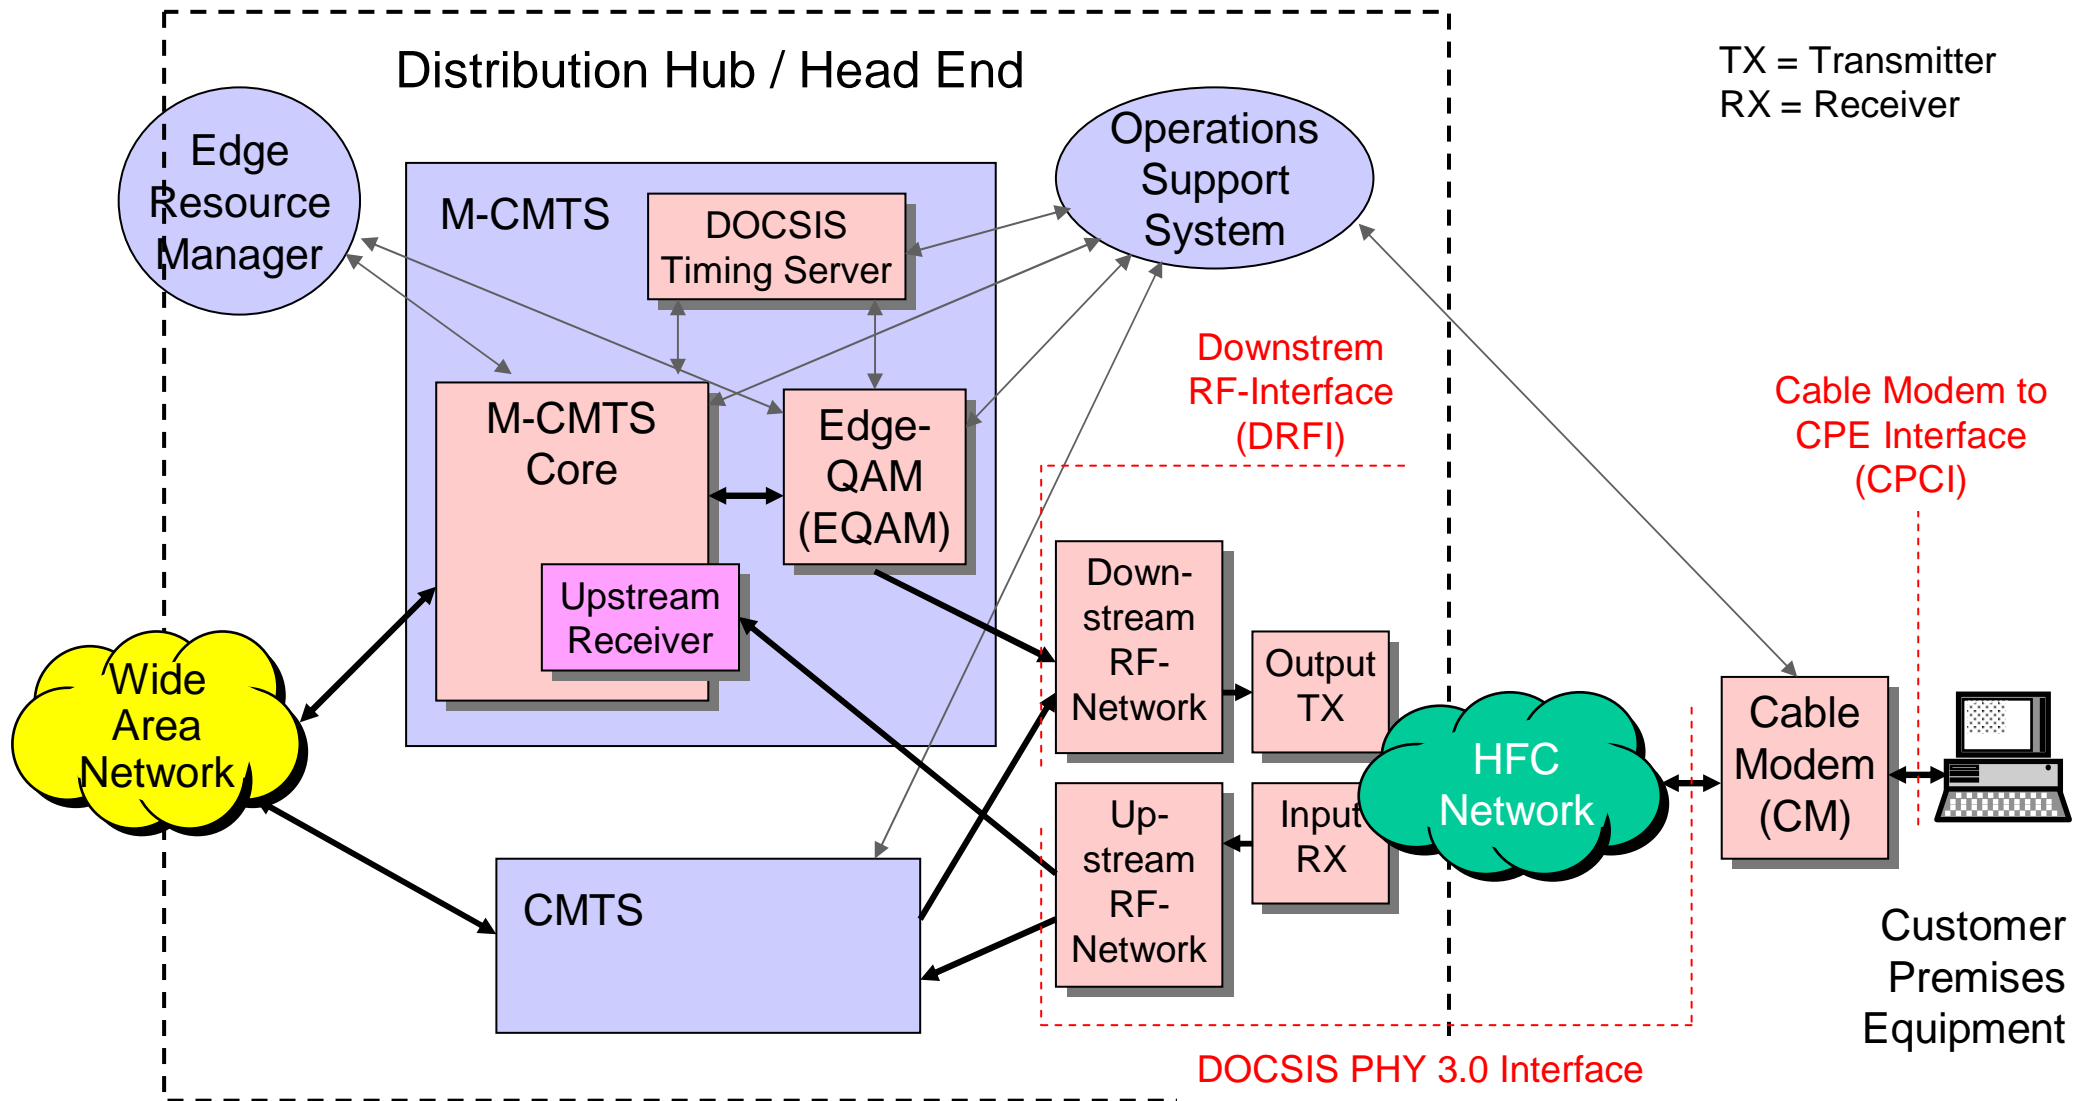 Distribution Hub / Head End
TX = Transmitter
RX = Receiver
Edge
Resource
Manager
M-CMTS
DOCSIS
Timing Server
Operations
Support
System
Downstrem
RF-Interface
(DRFI)
Cable Modem to
CPE Interface
(CPCI)
M-CMTS
Core
Edge-
QAM
(EQAM)
Upstream
Receiver
Down-
stream
RF-
Network
Output
TX
Wide
Area
Network
HFC
Network
Cable
Modem
(CM)
Up-
stream
RF-
Network
Input
RX
CMTS
Customer
Premises
Equipment
DOCSIS PHY 3.0 Interface